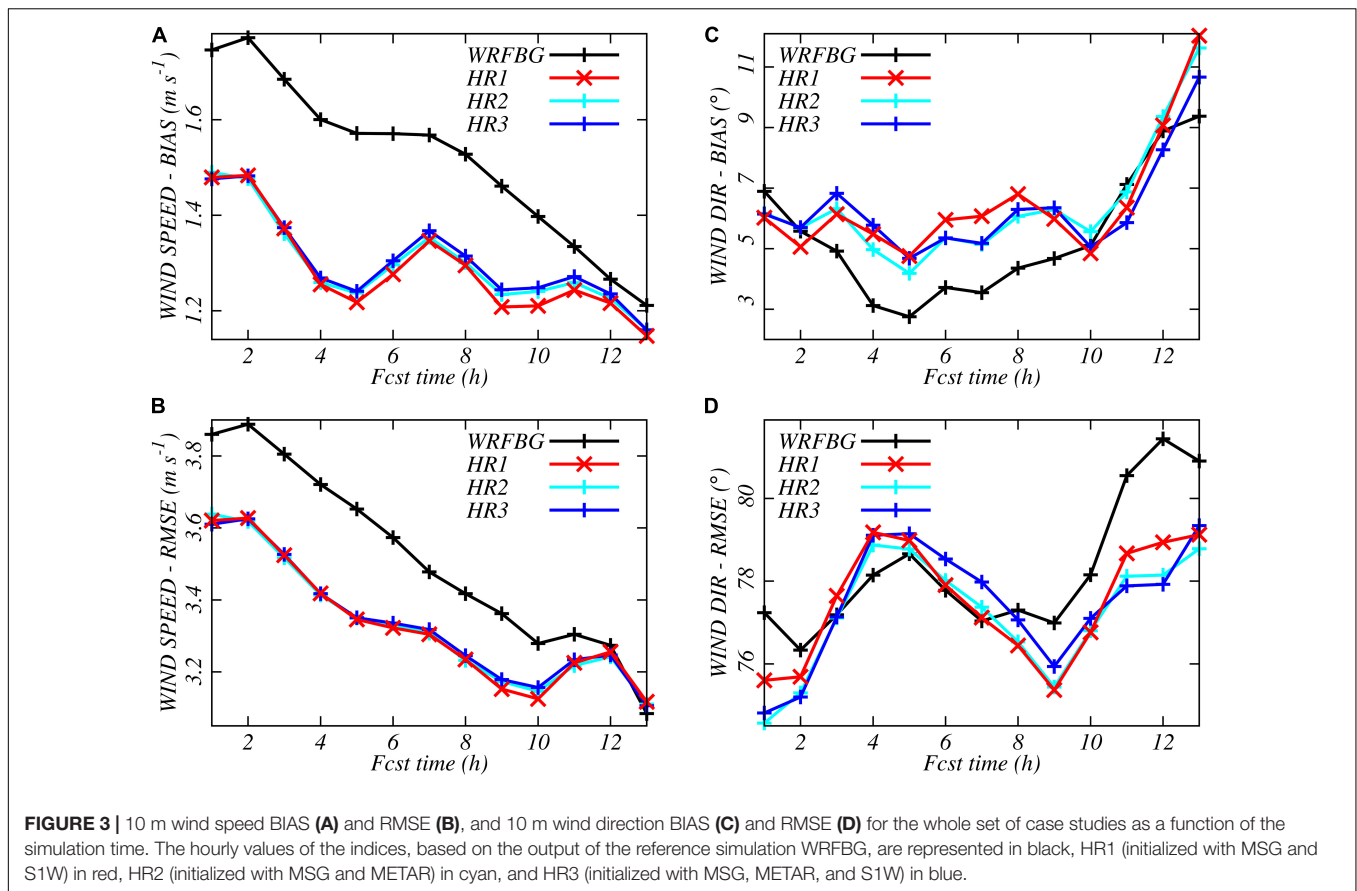 A
WIND SPEED - BIAS (m s⁻¹)
1.6
1.4
1.2
WRFBG
HR1
HR2
HR3
2 4 6 8 10 12
Fcst time (h)
C
WIND DIR - BIAS (°)
11
9
7
5
3
WRFBG
HR1
HR2
HR3
2 4 6 8 10 12
Fcst time (h)
B
WIND SPEED - RMSE (m s⁻¹)
3.8
3.6
3.4
3.2
WRFBG
HR1
HR2
HR3
2 4 6 8 10 12
Fcst time (h)
D
WIND DIR - RMSE (°)
80
78
76
WRFBG
HR1
HR2
HR3
2 4 6 8 10 12
Fcst time (h)
FIGURE 3 | 10 m wind speed BIAS (A) and RMSE (B), and 10 m wind direction BIAS (C) and RMSE (D) for the whole set of case studies as a function of the
simulation time. The hourly values of the indices, based on the output of the reference simulation WRFBG, are represented in black, HR1 (initialized with MSG and
S1W) in red, HR2 (initialized with MSG and METAR) in cyan, and HR3 (initialized with MSG, METAR, and S1W) in blue.